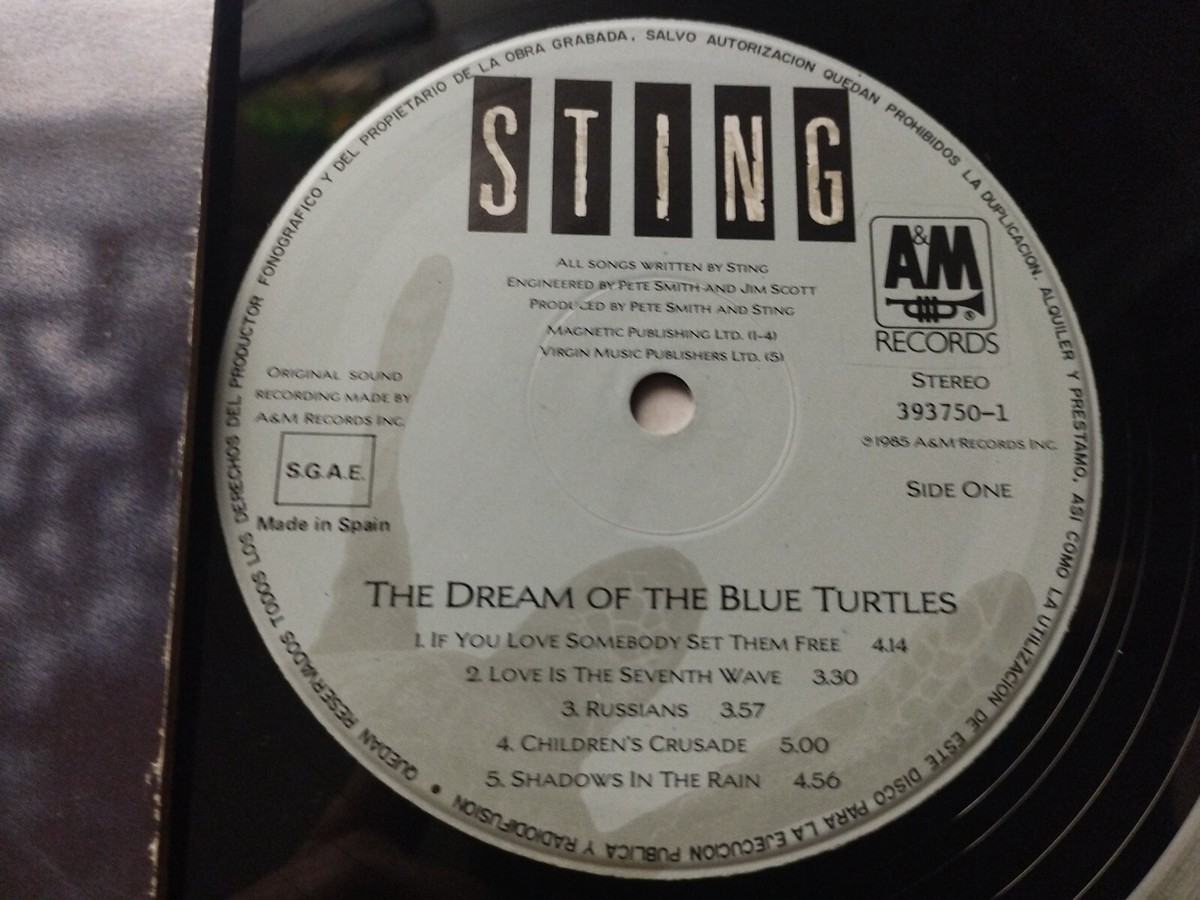 QUEDAN RESERVADOS TODOS LOS DERECHOS DEL PRODUCTOR FONOGRAFICO Y DEL PROPIETARIO DE LA OBRA GRABADA. SALVO AUTORIZACION QUEDAN PROHIBIDOS LA DUPLICACION. ALQUILER Y PRESTAMO, ASI COMO LA UTILIZACION DE ESTE DISCO PARA LA EJECUCION PUBLICA Y RADIODIFUSION •
STING
ALL SONGS WRITTEN BY STING
ENGINEERED BY PETE SMITH AND JIM SCOTT
PRODUCED BY PETE SMITH AND STING
MAGNETIC PUBLISHING LTD. (1-4)
VIRGIN MUSIC PUBLISHERS LTD. (5)
A&M
®
RECORDS
STEREO
393750-1
℗1985 A&M RECORDS INC.
SIDE ONE
ORIGINAL SOUND
RECORDING MADE BY
A&M RECORDS INC.
S.G.A.E.
Made in Spain
THE DREAM OF THE BLUE TURTLES
1. IF YOU LOVE SOMEBODY SET THEM FREE 4.14
2. LOVE IS THE SEVENTH WAVE 3.30
3. RUSSIANS 3.57
4. CHILDREN'S CRUSADE 5.00
5. SHADOWS IN THE RAIN 4.56